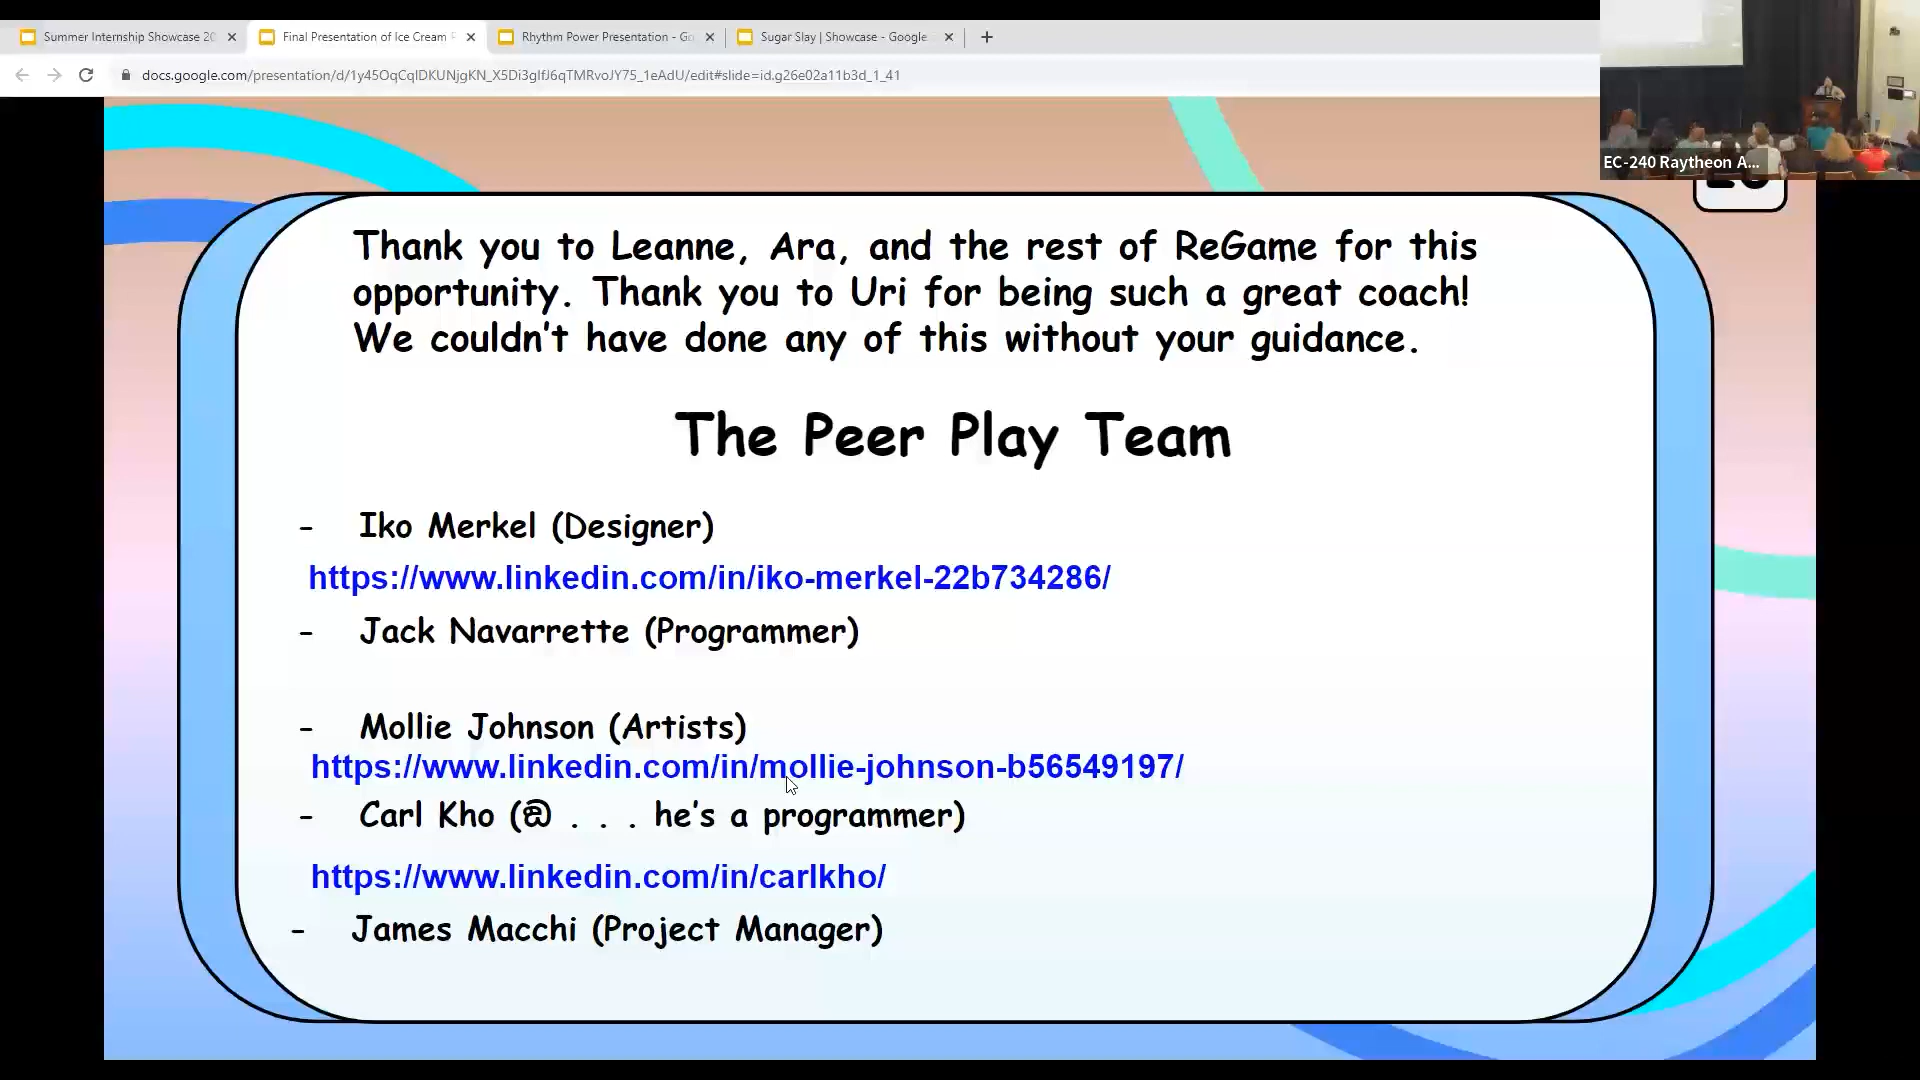 Summer Internship Showcase 20
Final Presentation of Ice Cream
Rhythm Power Presentation - Go
Sugar Slay | Showcase - Google
docs.google.com/presentation/d/1y45OqCqIDKUNjgKN_X5Di3gIfJ6qTMRvoJY75_1eAdU/edit#slide=id.g26e02a11b3d_1_41
EC-240 Raytheon A...
Thank you to Leanne, Ara, and the rest of ReGame for this
opportunity. Thank you to Uri for being such a great coach!
We couldn't have done any of this without your guidance.
The Peer Play Team
- Iko Merkel (Designer)
https://www.linkedin.com/in/iko-merkel-22b734286/
- Jack Navarrette (Programmer)
- Mollie Johnson (Artists)
https://www.linkedin.com/in/mollie-johnson-b56549197/
- Carl Kho (ඞ . . . he's a programmer)
https://www.linkedin.com/in/carlkho/
- James Macchi (Project Manager)